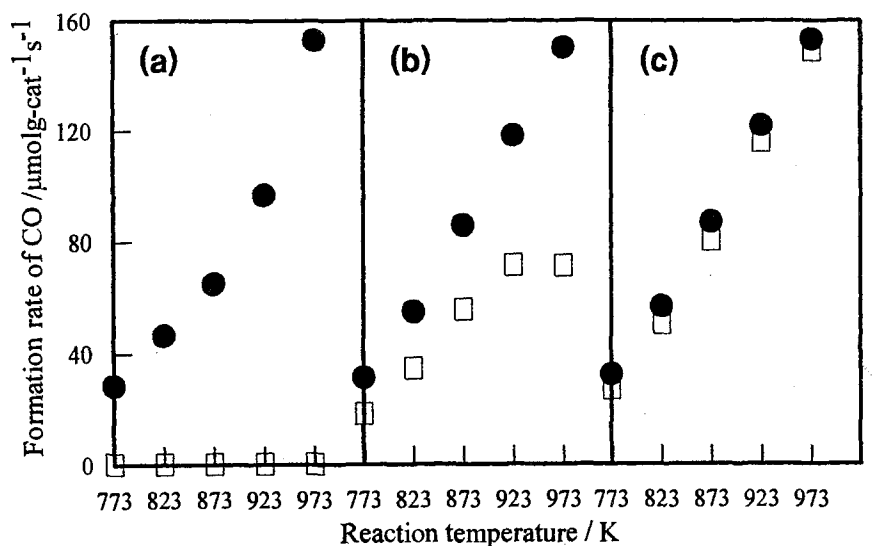 Formation rate of CO /μmolg-cat⁻¹s⁻¹
160
120
80
40
0
(a)
(b)
(c)
773 823 873 923 973 773 823 873 923 973 773 823 873 923 973
Reaction temperature / K